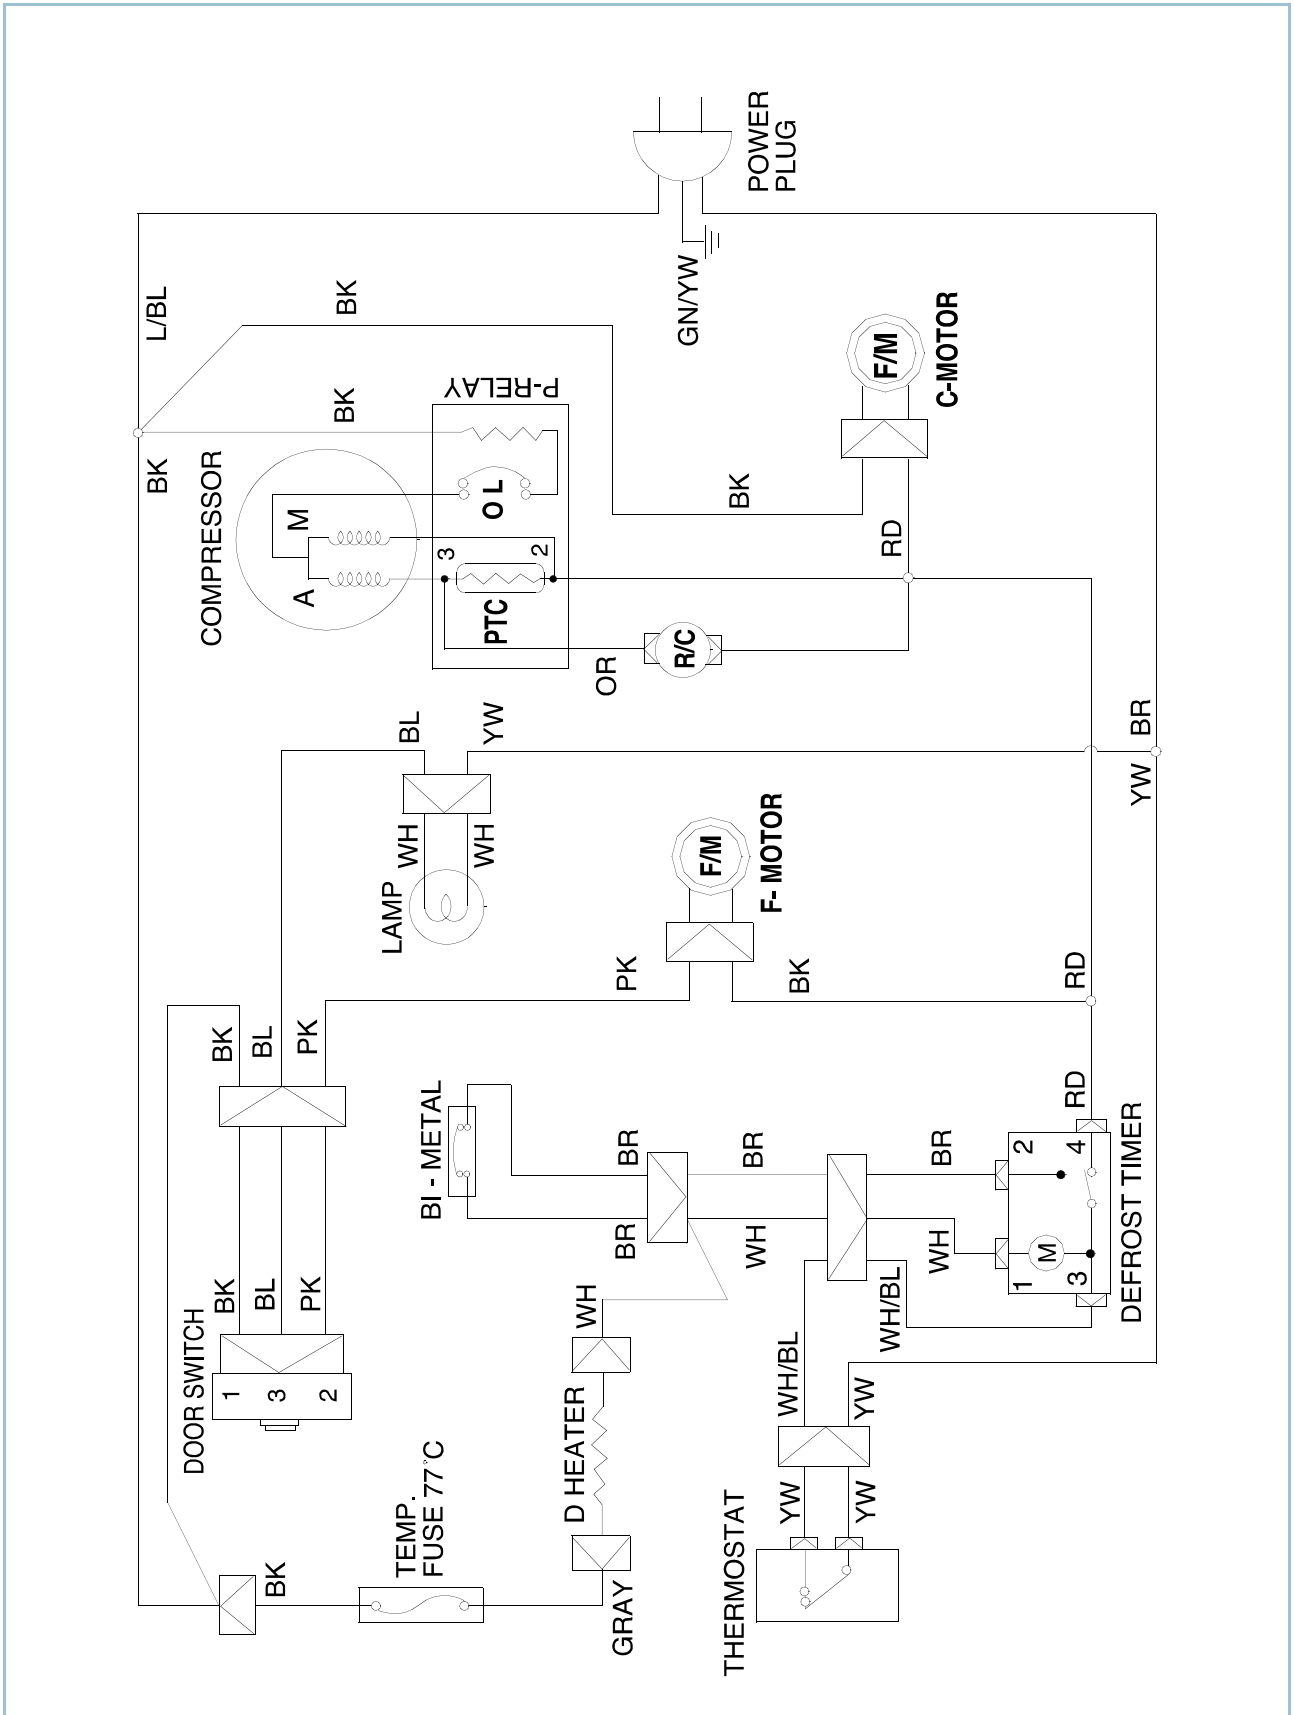 POWER
PLUG
L/BL
BK
GN/YW
P-RELAY
BK
C-MOTOR
F/M
BK
COMPRESSOR
M
O L
BK
A
3
2
RD
PTC
R/C
OR
BL
YW
BR
YW
WH
WH
LAMP
F/M
F- MOTOR
PK
BK
RD
BK
BL
PK
BI - METAL
BR
BR
BR
RD
2
4
DEFROST TIMER
BR
WH
WH
M
1
3
BK
BL
PK
WH
WH/BL
DOOR SWITCH
1
3
2
D HEATER
WH/BL
YW
TEMP.
FUSE 77°C
YW
YW
THERMOSTAT
BK
GRAY